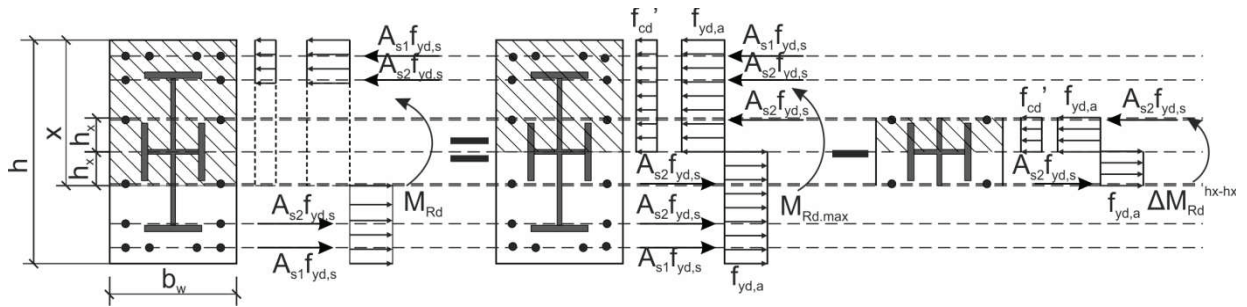 h
x
h_x
h_x
b_w
A_s1 f_yd,s
A_s2 f_yd,s
A_s2 f_yd,s
A_s1 f_yd,s
M_Rd
f_cd’
f_yd,a
A_s1 f_yd,s
A_s2 f_yd,s
A_s2 f_yd,s
A_s2 f_yd,s
A_s2 f_yd,s
A_s1 f_yd,s
M_Rd.max
f_yd,a
f_cd’
f_yd,a
A_s2 f_yd,s
A_s2 f_yd,s
f_yd,a
ΔM_Rd hx-hx